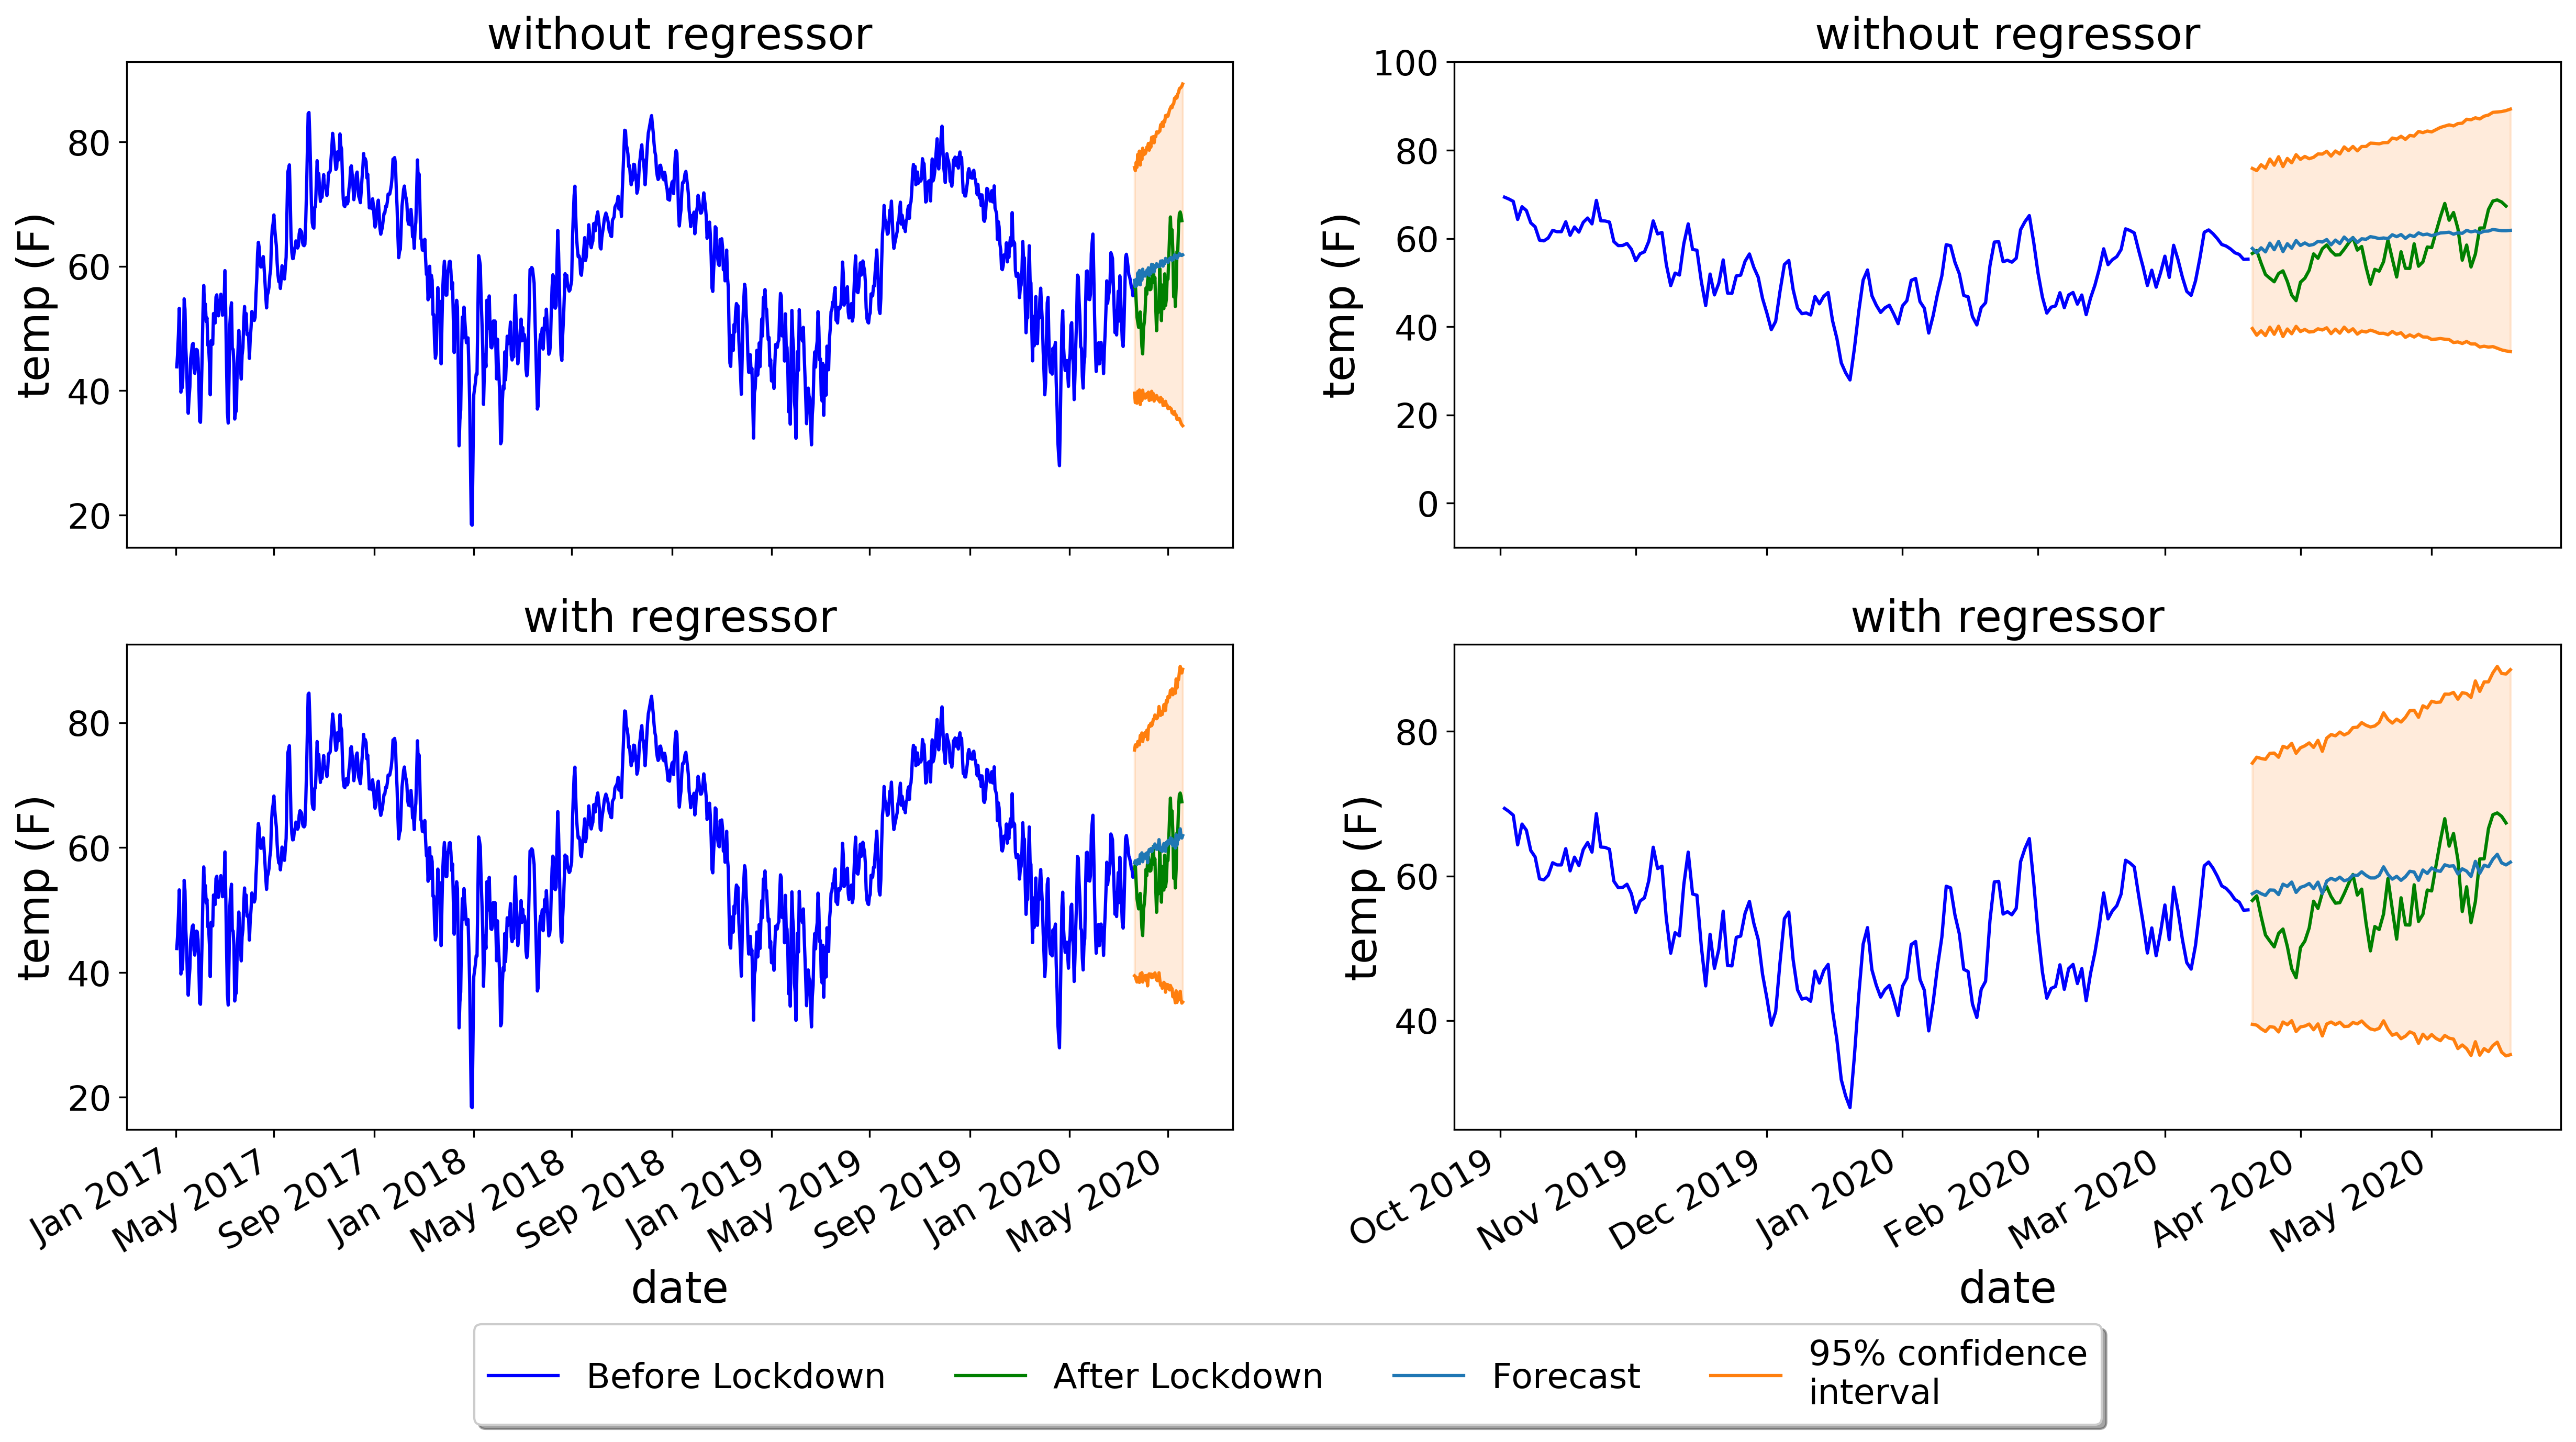 without regressor
without regressor
temp (F)
80
60
40
20
temp (F)
100
80
60
40
20
0
with regressor
with regressor
temp (F)
80
60
40
20
temp (F)
80
60
40
Jan 2017
May 2017
Sep 2017
Jan 2018
May 2018
Sep 2018
Jan 2019
May 2019
Sep 2019
Jan 2020
May 2020
Oct 2019
Nov 2019
Dec 2019
Jan 2020
Feb 2020
Mar 2020
Apr 2020
May 2020
date
date
Before Lockdown
After Lockdown
Forecast
95% confidence
interval